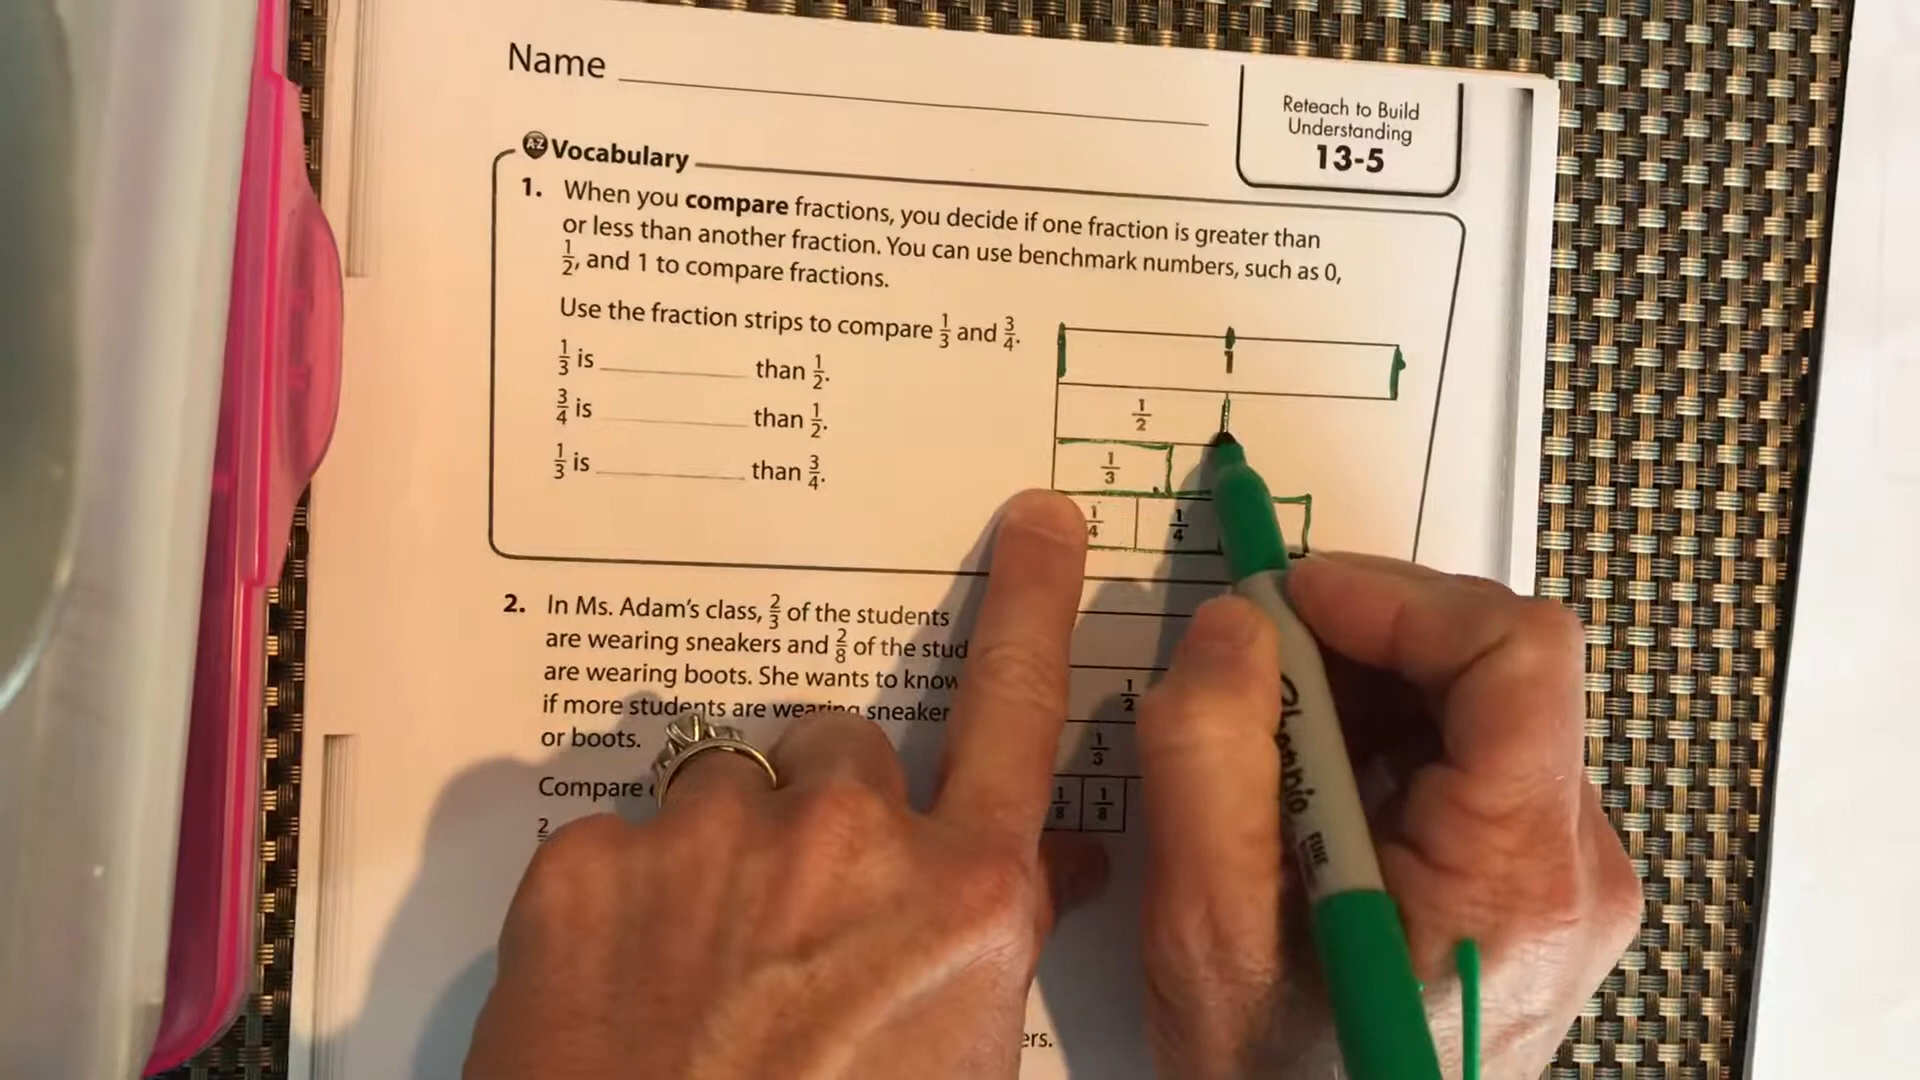 Name
Reteach to Build
Understanding
13-5
A-Z Vocabulary
1. When you compare fractions, you decide if one fraction is greater than
or less than another fraction. You can use benchmark numbers, such as 0,
1/2, and 1 to compare fractions.
Use the fraction strips to compare 1/3 and 3/4.
1/3 is ________ than 1/2.
3/4 is ________ than 1/2.
1/3 is ________ than 3/4.
1
1/2
1/3
1/4 1/4
2. In Ms. Adam's class, 2/3 of the students
are wearing sneakers and 2/8 of the stud
are wearing boots. She wants to know
if more students are wearing sneaker
or boots.
Compare
2
1/2
1/3
1/8 1/8
ers.
FINE